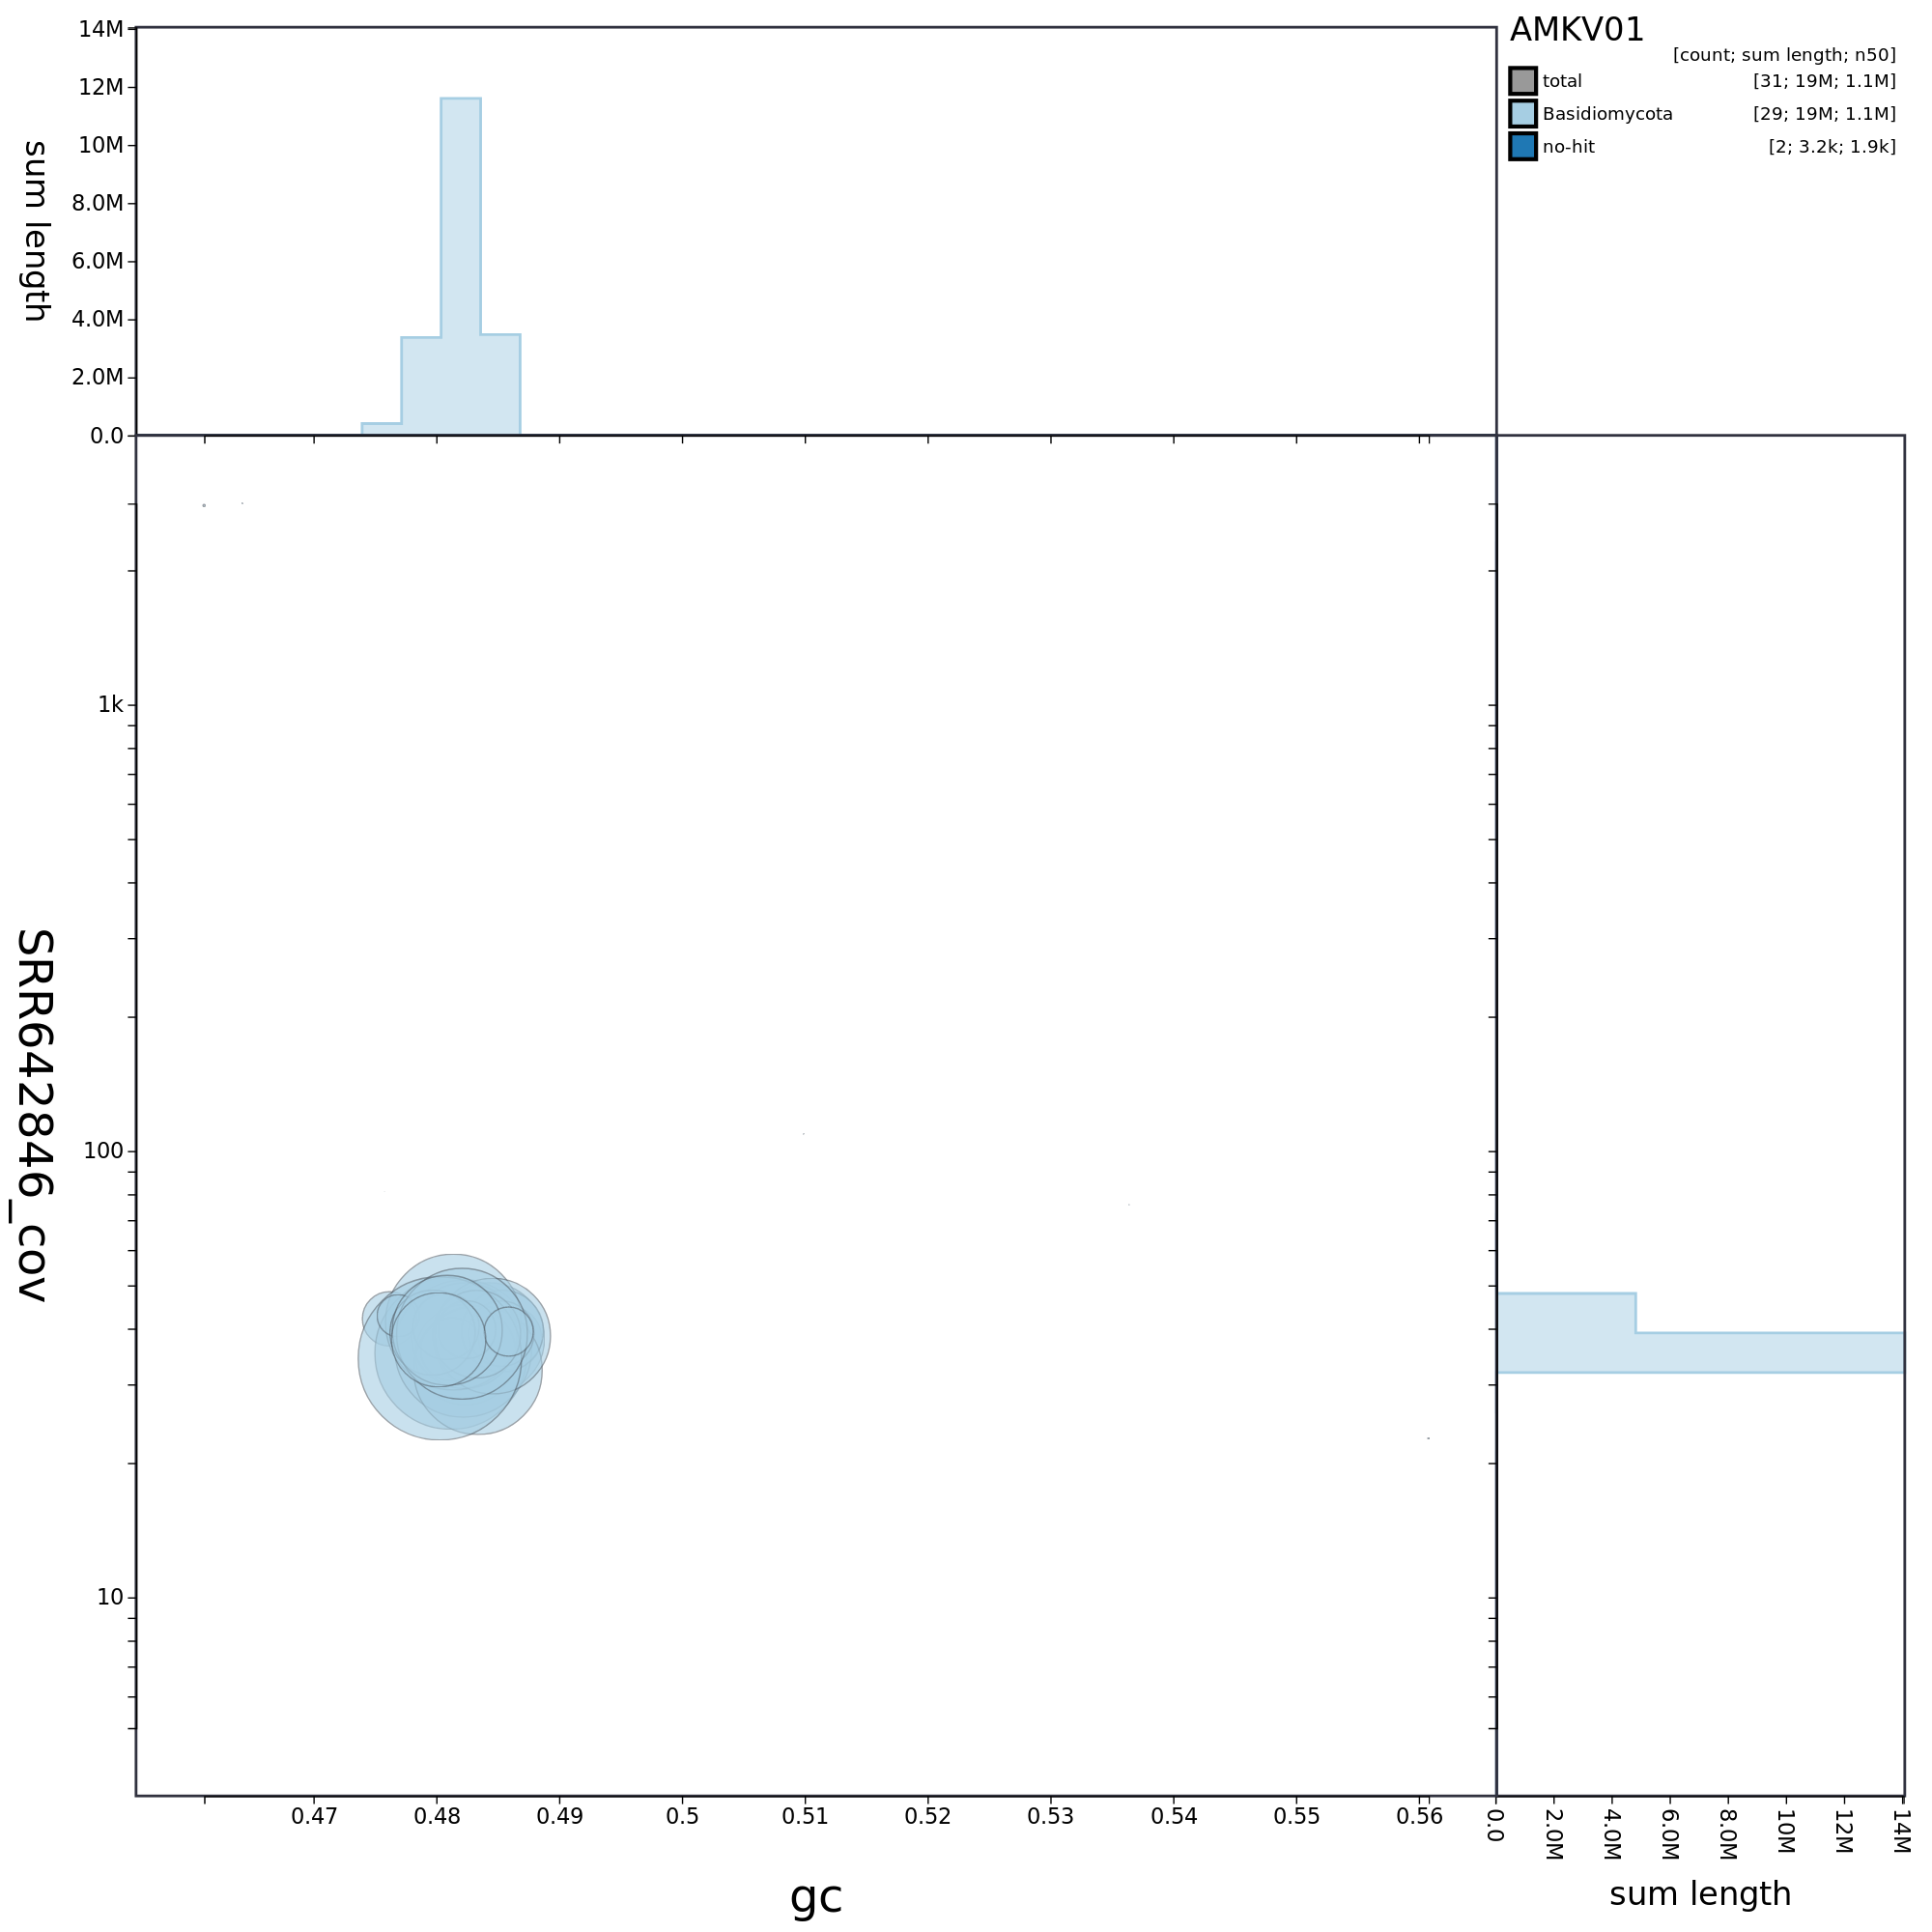 AMKV01
[count; sum length; n50]
total [31; 19M; 1.1M]
Basidiomycota [29; 19M; 1.1M]
no-hit [2; 3.2k; 1.9k]
sum length
14M
12M
10M
8.0M
6.0M
4.0M
2.0M
0.0
SRR642846_cov
1k
100
10
0.47 0.48 0.49 0.5 0.51 0.52 0.53 0.54 0.55 0.56
gc
0.0 2.0M 4.0M 6.0M 8.0M 10M 12M 14M
sum length